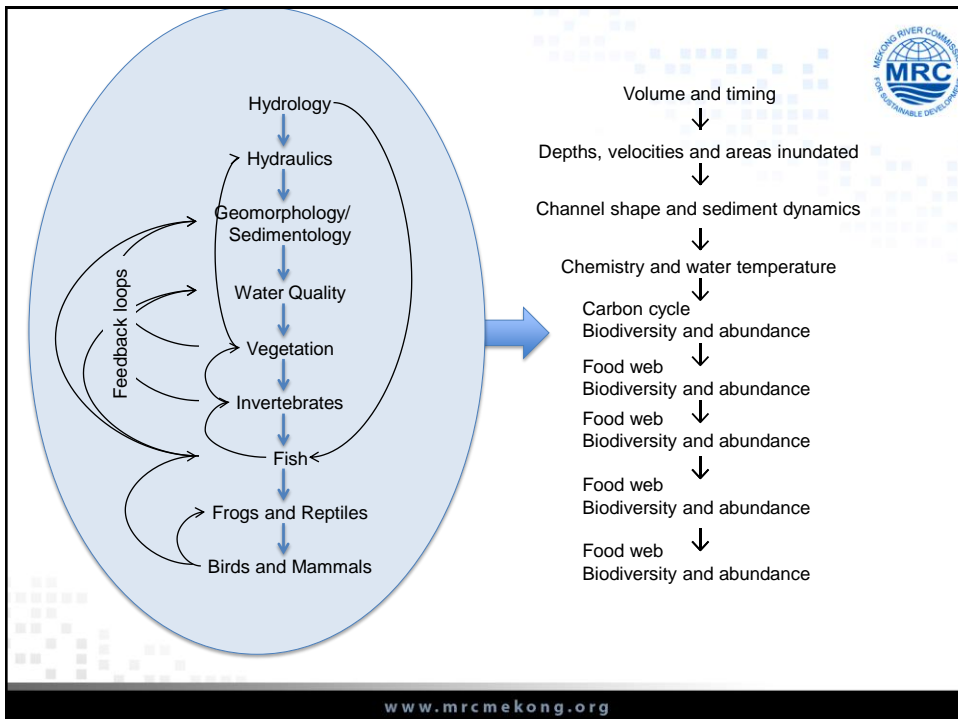 Hydrology
Hydraulics
Geomorphology/
Sedimentology
Water Quality
Vegetation
Invertebrates
Fish
Frogs and Reptiles
Birds and Mammals
Feedback loops
Volume and timing
Depths, velocities and areas inundated
Channel shape and sediment dynamics
Chemistry and water temperature
Carbon cycle
Biodiversity and abundance
Food web
Biodiversity and abundance
Food web
Biodiversity and abundance
Food web
Biodiversity and abundance
Food web
Biodiversity and abundance
MEKONG RIVER COMMISSION
MRC
FOR SUSTAINABLE DEVELOPMENT
www.mrcmekong.org